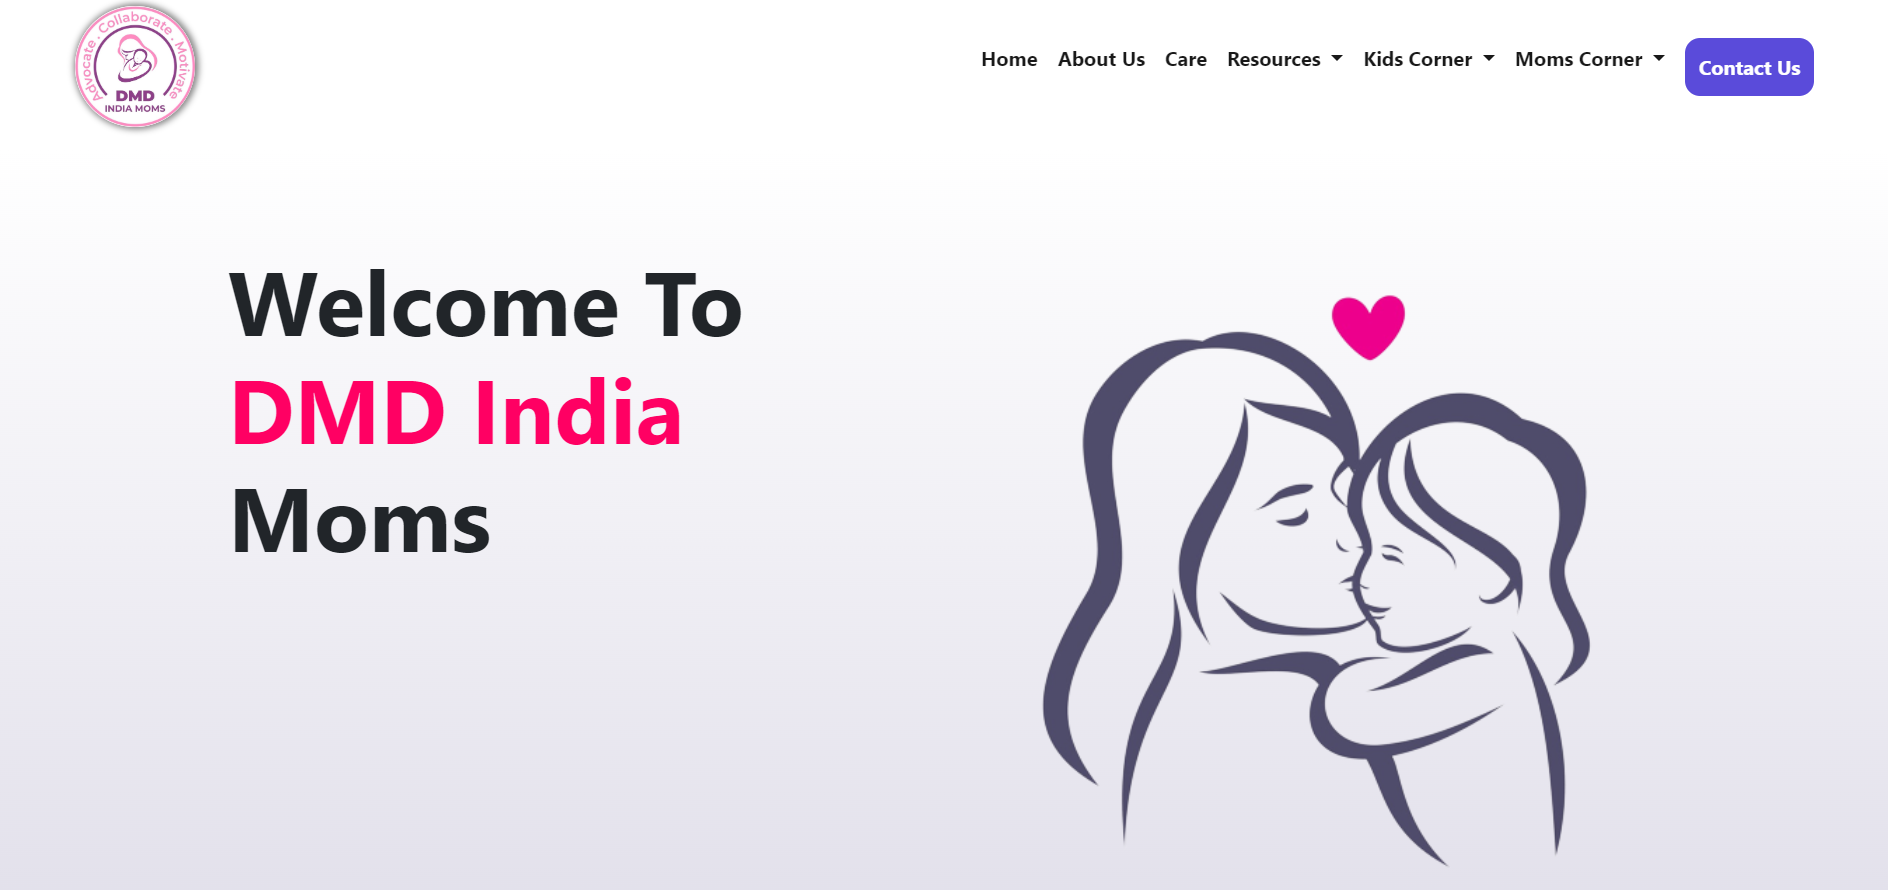 Advocate . Collaborate . Motivate
DMD
INDIA MOMS
Home About Us Care Resources Kids Corner Moms Corner Contact Us
Welcome To
DMD India
Moms